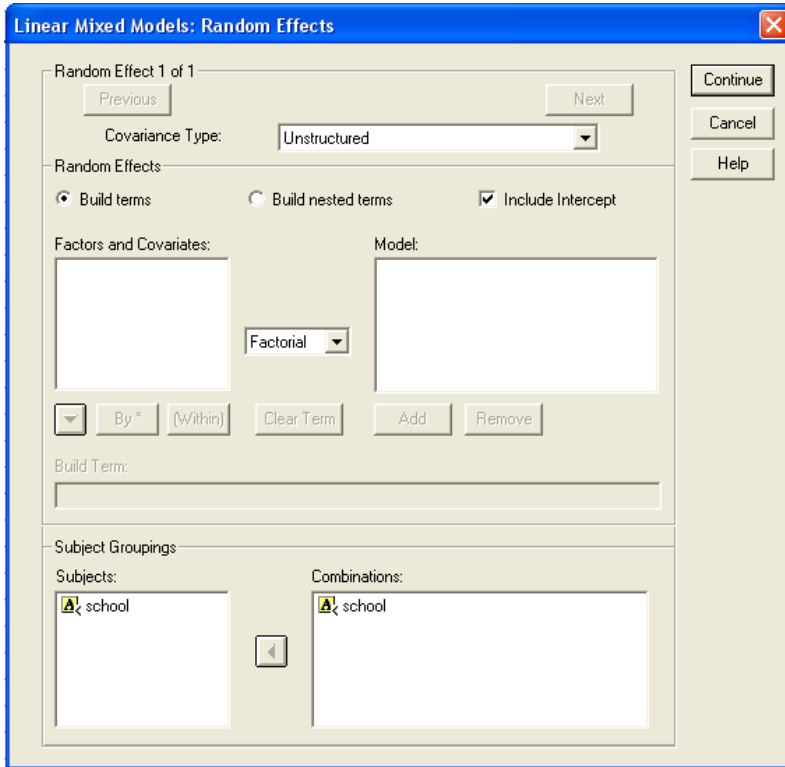 Linear Mixed Models: Random Effects
Random Effect 1 of 1
Continue
Previous
Next
Cancel
Covariance Type:
Unstructured
Help
Random Effects
Build terms
Build nested terms
Include Intercept
Factors and Covariates:
Model:
Factorial
By *
(Within)
Clear Term
Add
Remove
Build Term:
Subject Groupings
Subjects:
Combinations:
school
school